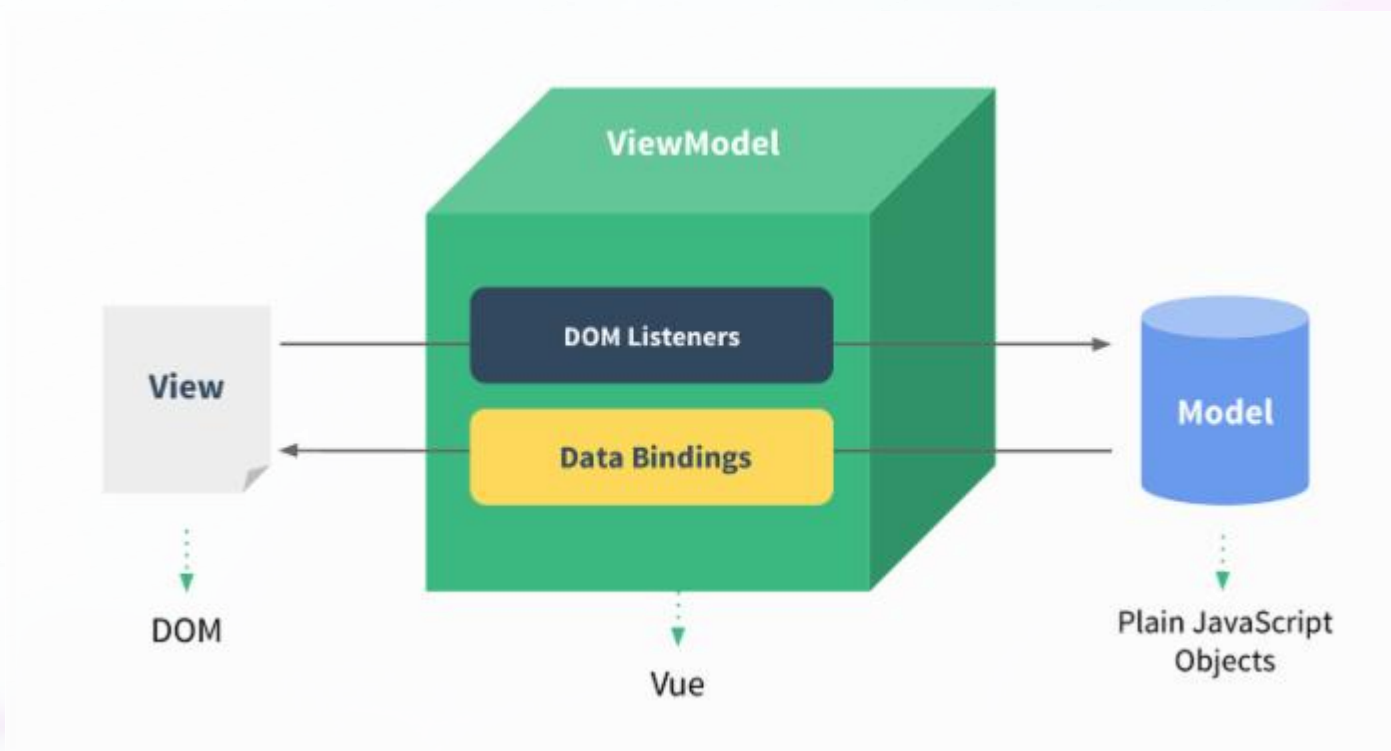 ViewModel
DOM Listeners
View
Data Bindings
Model
DOM
Vue
Plain JavaScript
Objects